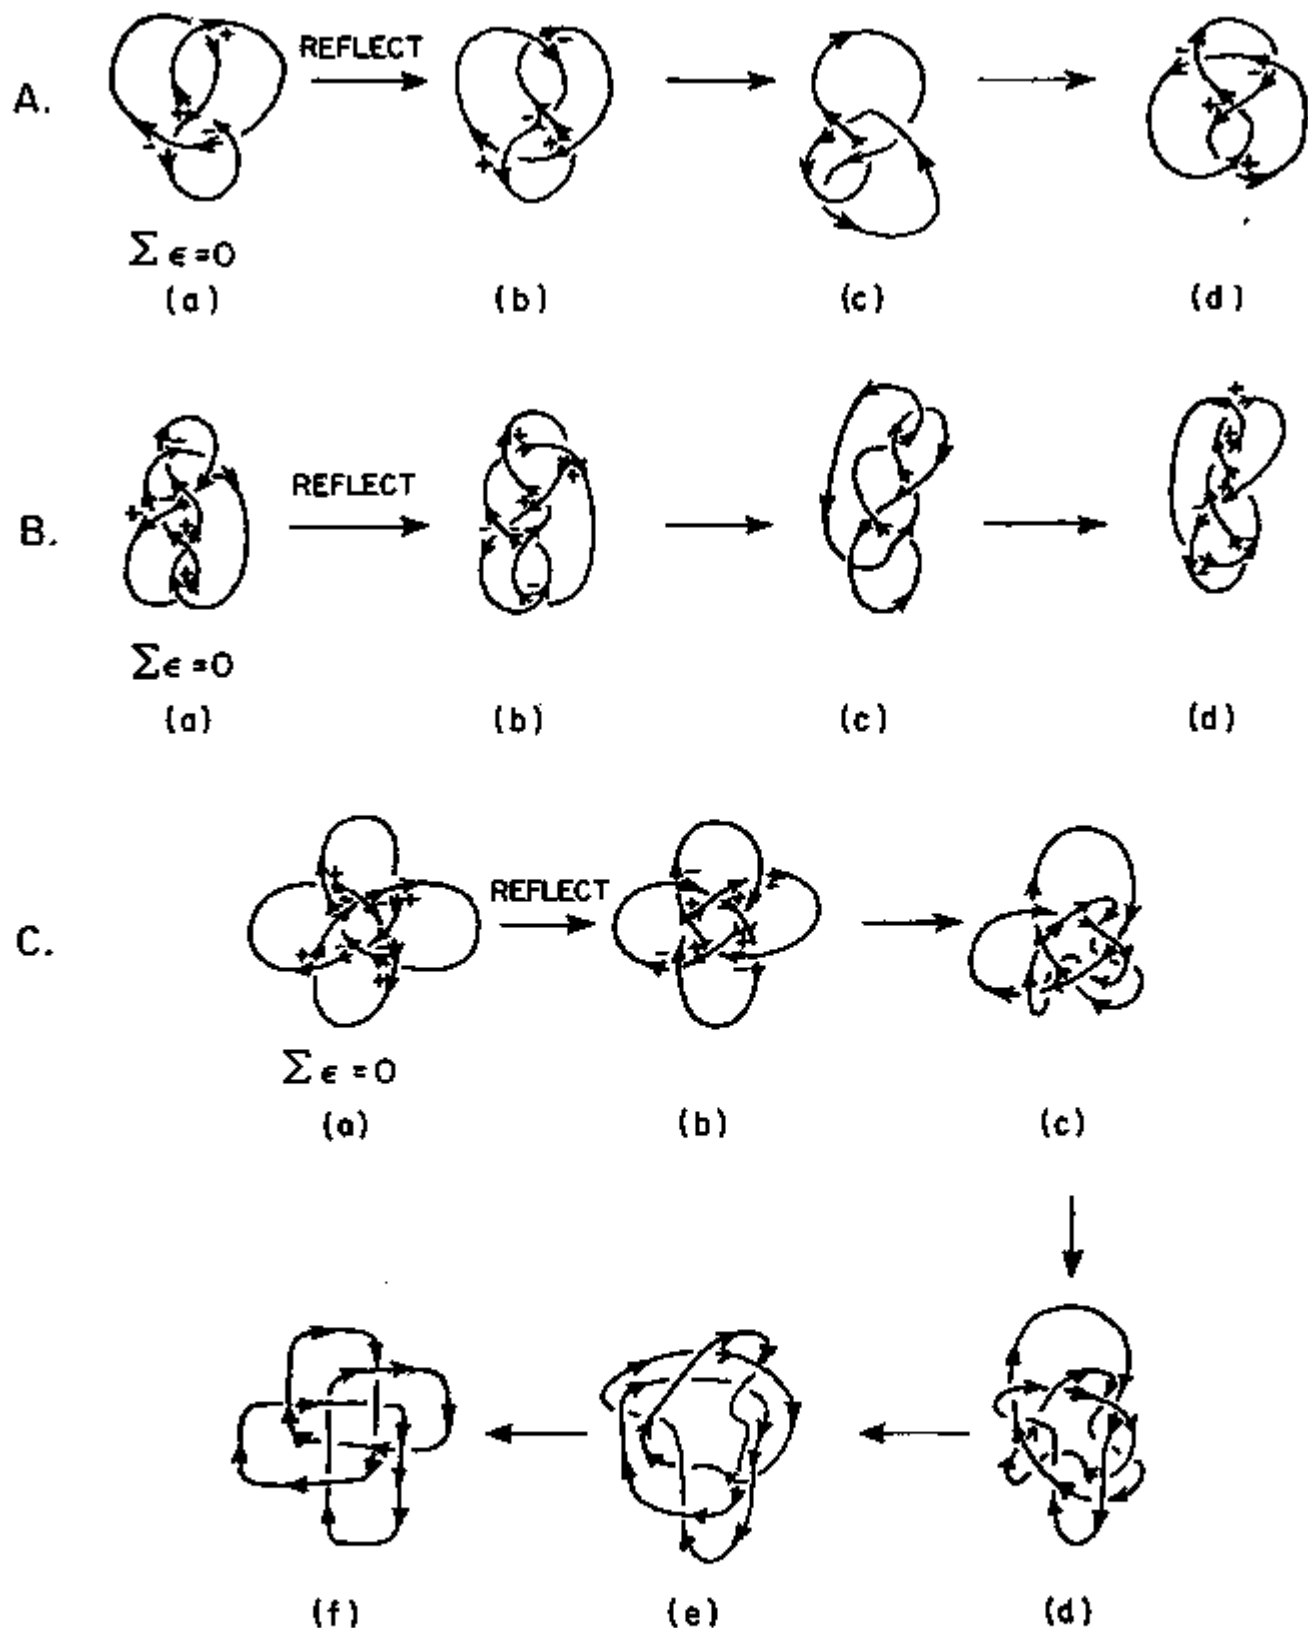 A.
REFLECT
Σ ϵ = 0
(a) (b) (c) (d)
B.
REFLECT
Σ ϵ = 0
(a) (b) (c) (d)
C.
REFLECT
Σ ϵ = 0
(a) (b) (c)
(f) (e) (d)